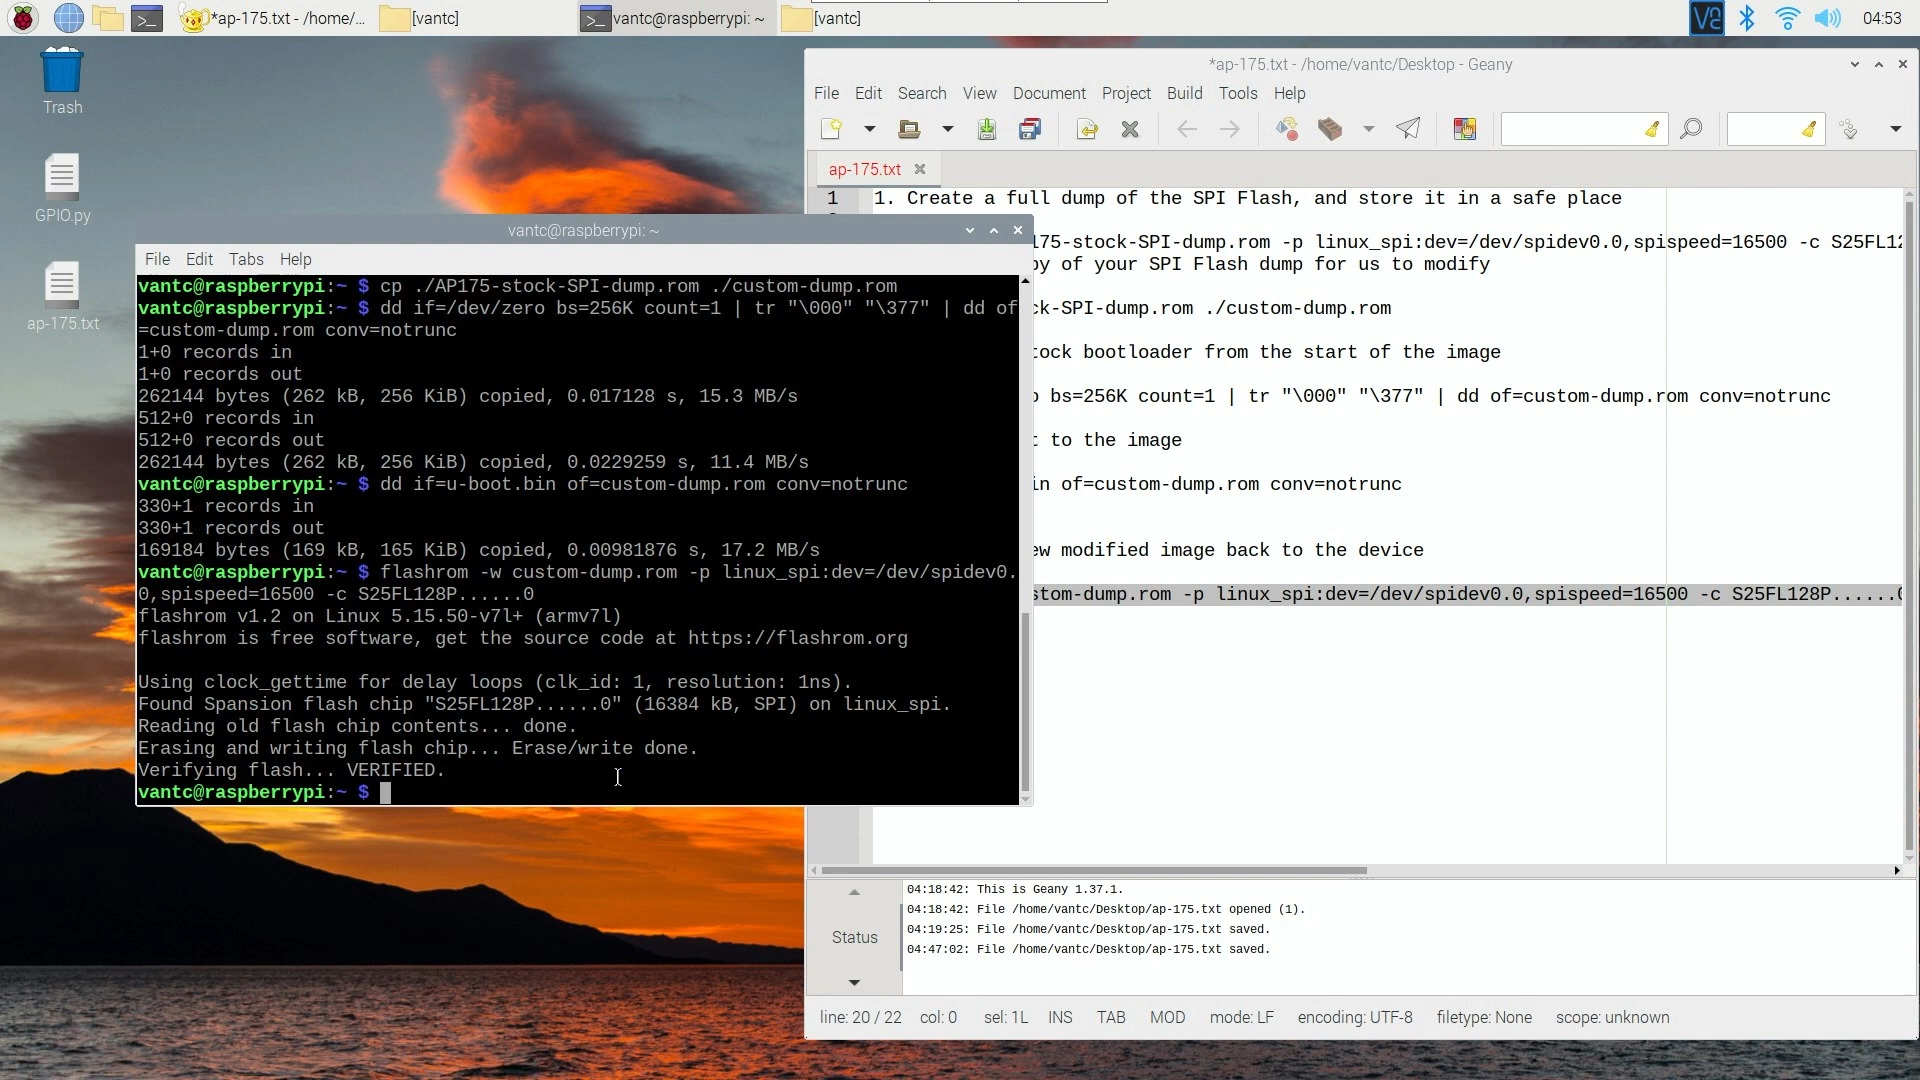 *ap-175.txt - /home/...
[vantc]
vantc@raspberrypi: ~
[vantc]
04:53
Trash
GPIO.py
ap-175.txt
*ap-175.txt - /home/vantc/Desktop - Geany
File Edit Search View Document Project Build Tools Help
ap-175.txt
1 1. Create a full dump of the SPI Flash, and store it in a safe place
175-stock-SPI-dump.rom -p linux_spi:dev=/dev/spidev0.0,spispeed=16500 -c S25FL12
py of your SPI Flash dump for us to modify
ck-SPI-dump.rom ./custom-dump.rom
tock bootloader from the start of the image
o bs=256K count=1 | tr "\000" "\377" | dd of=custom-dump.rom conv=notrunc
t to the image
in of=custom-dump.rom conv=notrunc
ew modified image back to the device
stom-dump.rom -p linux_spi:dev=/dev/spidev0.0,spispeed=16500 -c S25FL128P......0
vantc@raspberrypi: ~
File Edit Tabs Help
vantc@raspberrypi:~ $ cp ./AP175-stock-SPI-dump.rom ./custom-dump.rom
vantc@raspberrypi:~ $ dd if=/dev/zero bs=256K count=1 | tr "\000" "\377" | dd of
=custom-dump.rom conv=notrunc
1+0 records in
1+0 records out
262144 bytes (262 kB, 256 KiB) copied, 0.017128 s, 15.3 MB/s
512+0 records in
512+0 records out
262144 bytes (262 kB, 256 KiB) copied, 0.0229259 s, 11.4 MB/s
vantc@raspberrypi:~ $ dd if=u-boot.bin of=custom-dump.rom conv=notrunc
330+1 records in
330+1 records out
169184 bytes (169 kB, 165 KiB) copied, 0.00981876 s, 17.2 MB/s
vantc@raspberrypi:~ $ flashrom -w custom-dump.rom -p linux_spi:dev=/dev/spidev0.
0,spispeed=16500 -c S25FL128P......0
flashrom v1.2 on Linux 5.15.50-v7l+ (armv7l)
flashrom is free software, get the source code at https://flashrom.org
Using clock_gettime for delay loops (clk_id: 1, resolution: 1ns).
Found Spansion flash chip "S25FL128P......0" (16384 kB, SPI) on linux_spi.
Reading old flash chip contents... done.
Erasing and writing flash chip... Erase/write done.
Verifying flash... VERIFIED.
vantc@raspberrypi:~ $
Status
04:18:42: This is Geany 1.37.1.
04:18:42: File /home/vantc/Desktop/ap-175.txt opened (1).
04:19:25: File /home/vantc/Desktop/ap-175.txt saved.
04:47:02: File /home/vantc/Desktop/ap-175.txt saved.
line: 20 / 22 col: 0 sel: 1L INS TAB MOD mode: LF encoding: UTF-8 filetype: None scope: unknown